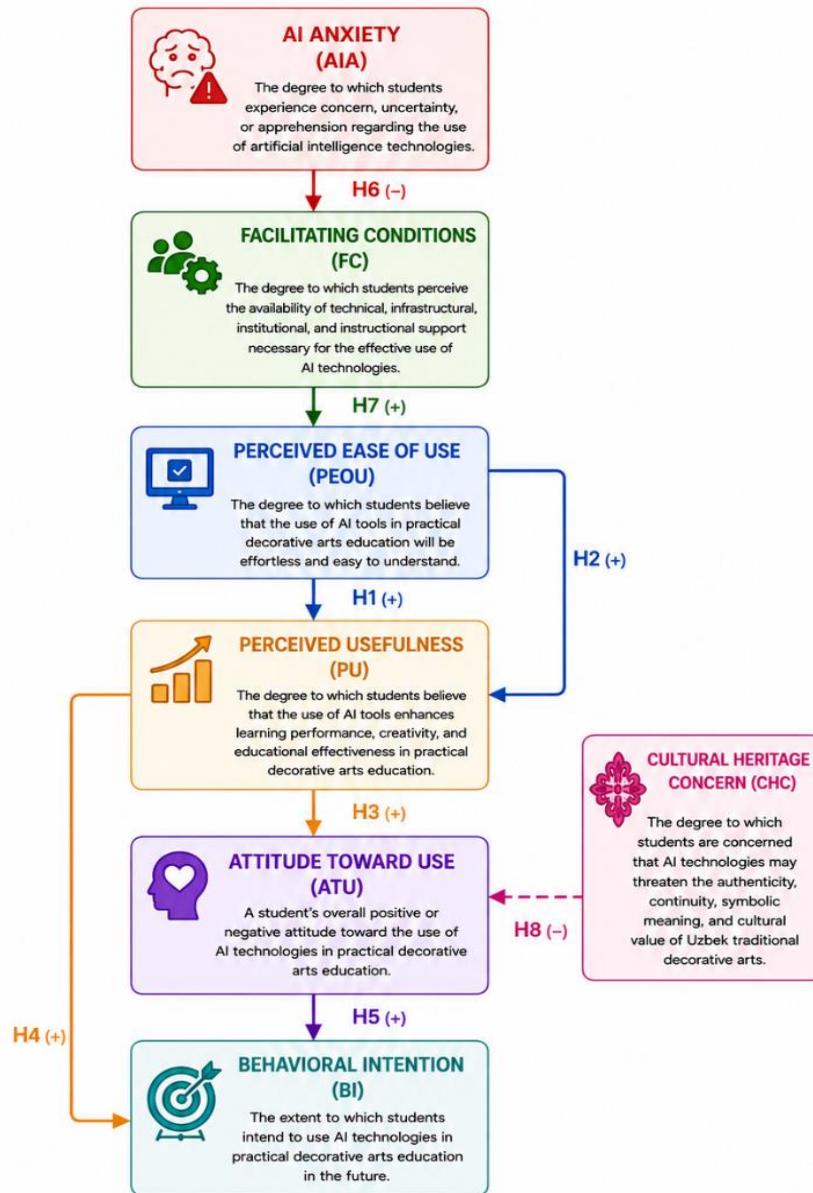 AI ANXIETY
(AIA)
The degree to which students
experience concern, uncertainty,
or apprehension regarding the use
of artificial intelligence technologies.
H6 (–)
FACILITATING CONDITIONS
(FC)
The degree to which students perceive
the availability of technical, infrastructural,
institutional, and instructional support
necessary for the effective use of
AI technologies.
H7 (+)
PERCEIVED EASE OF USE
(PEOU)
The degree to which students believe
that the use of AI tools in practical
decorative arts education will be
effortless and easy to understand.
H2 (+)
H1 (+)
PERCEIVED USEFULNESS
(PU)
The degree to which students believe
that the use of AI tools enhances
learning performance, creativity, and
educational effectiveness in practical
decorative arts education.
H3 (+)
CULTURAL HERITAGE
CONCERN (CHC)
The degree to which
students are concerned
that AI technologies may
threaten the authenticity,
continuity, symbolic
meaning, and cultural
value of Uzbek traditional
decorative arts.
H8 (–)
ATTITUDE TOWARD USE
(ATU)
A student's overall positive or
negative attitude toward the use of
AI technologies in practical decorative
arts education.
H5 (+)
H4 (+)
BEHAVIORAL INTENTION
(BI)
The extent to which students
intend to use AI technologies in
practical decorative arts education
in the future.